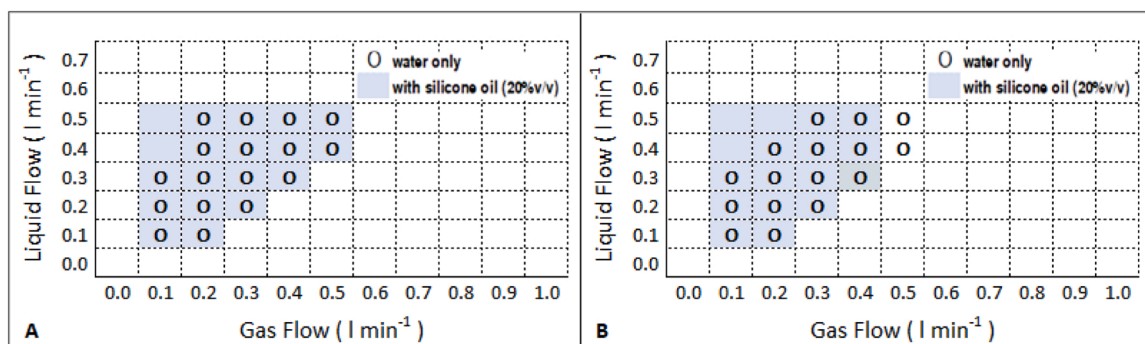 0.7
O water only
0.6
with silicone oil (20%v/v)
0.5 O O O O
0.4 O O O O
0.3 O O O O
0.2 O O O
0.1 O O
0.0
Liquid Flow ( l min⁻¹ )
0.0 0.1 0.2 0.3 0.4 0.5 0.6 0.7 0.8 0.9 1.0
A Gas Flow ( l min⁻¹ )
0.7
O water only
0.6
with silicone oil (20%v/v)
0.5 O O O
0.4 O O O O
0.3 O O O O
0.2 O O O
0.1 O O
0.0
Liquid Flow ( l min⁻¹ )
0.0 0.1 0.2 0.3 0.4 0.5 0.6 0.7 0.8 0.9 1.0
B Gas Flow ( l min⁻¹ )